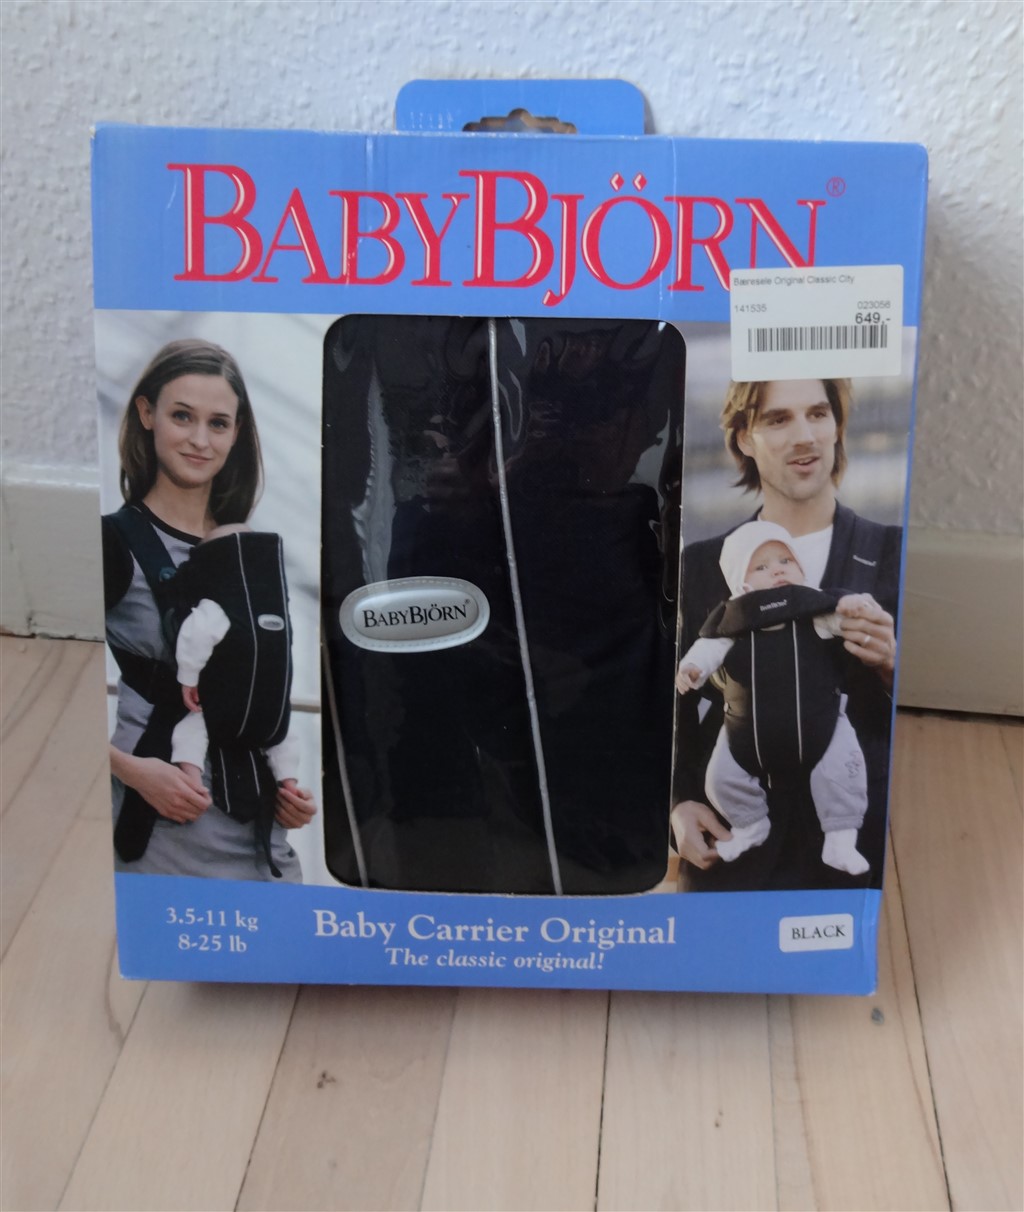 BABYBJÖRN®
Bæresele Original Classic City
141535 023056
649,-
BABYBJÖRN®
3.5-11 kg
8-25 lb
Baby Carrier Original
The classic original!
BLACK